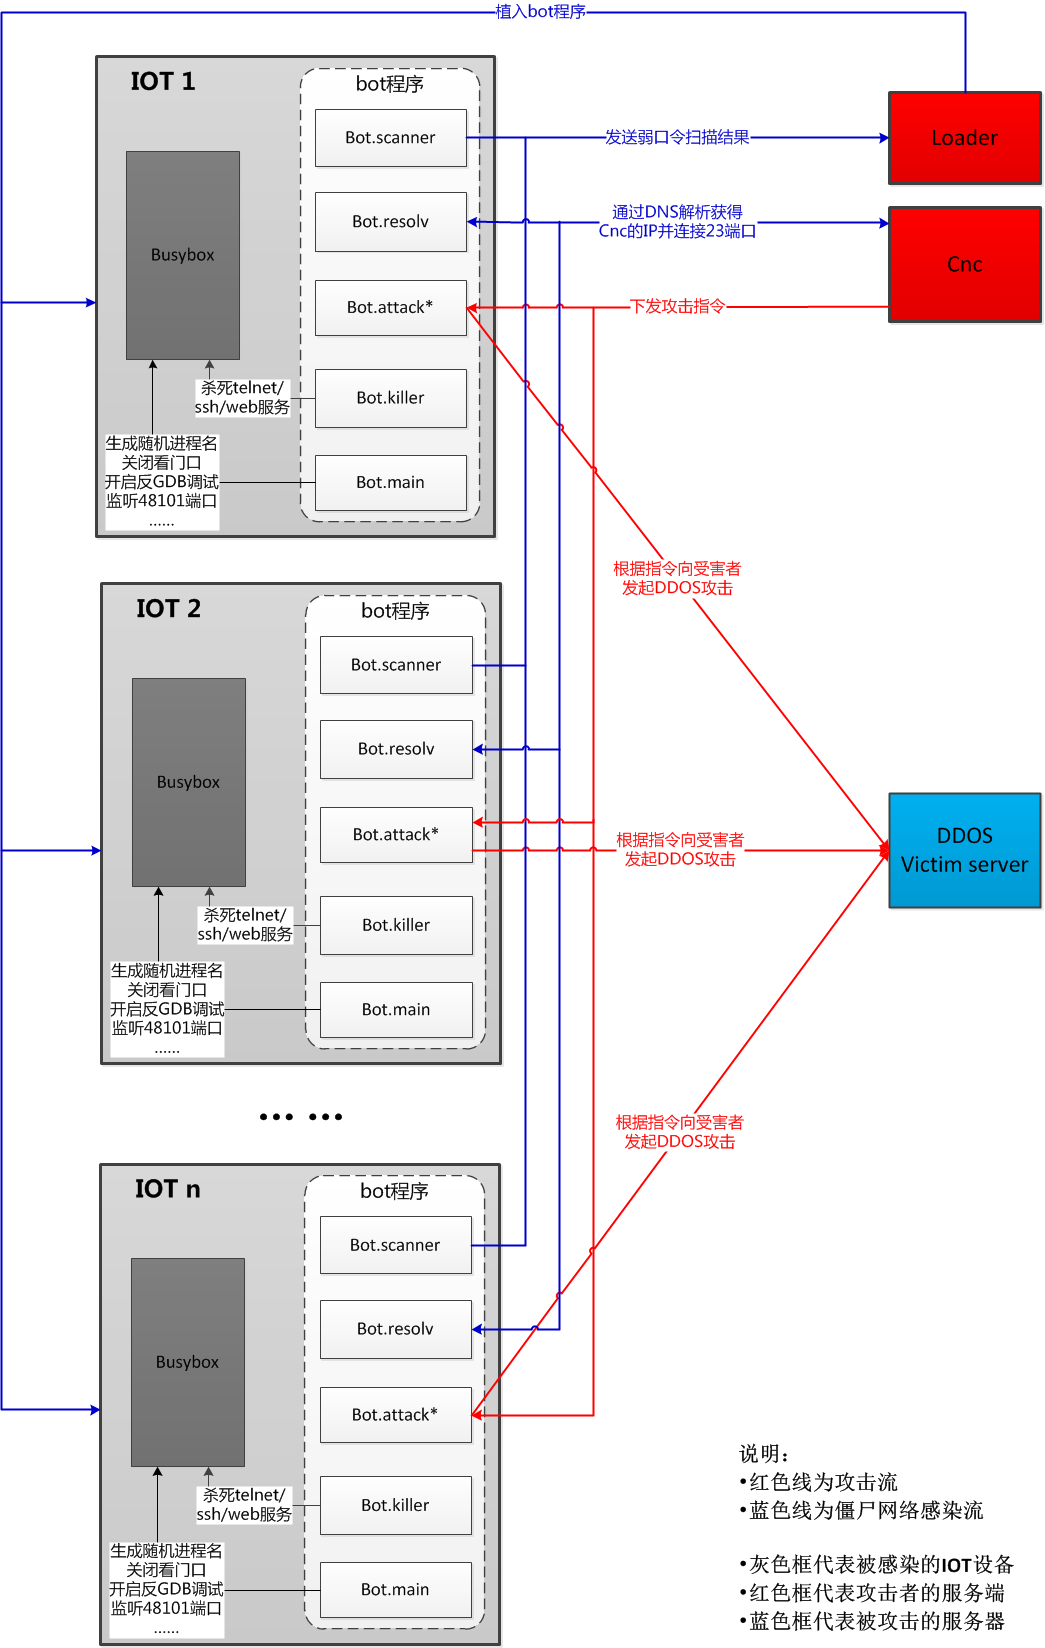 植入bot程序
IOT 1
bot程序
Bot.scanner
发送弱口令扫描结果
Loader
Busybox
Bot.resolv
通过DNS解析获得
Cnc的IP并连接23端口
Cnc
Bot.attack*
下发攻击指令
杀死telnet/
ssh/web服务
Bot.killer
生成随机进程名
关闭看门口
开启反GDB调试
监听48101端口
......
Bot.main
根据指令向受害者
发起DDOS攻击
IOT 2
bot程序
Bot.scanner
Busybox
Bot.resolv
Bot.attack*
根据指令向受害者
发起DDOS攻击
DDOS
Victim server
杀死telnet/
ssh/web服务
Bot.killer
生成随机进程名
关闭看门口
开启反GDB调试
监听48101端口
......
Bot.main
... ...
根据指令向受害者
发起DDOS攻击
IOT n
bot程序
Bot.scanner
Busybox
Bot.resolv
Bot.attack*
杀死telnet/
ssh/web服务
Bot.killer
生成随机进程名
关闭看门口
开启反GDB调试
监听48101端口
......
Bot.main
说明：
•红色线为攻击流
•蓝色线为僵尸网络感染流
•灰色框代表被感染的IOT设备
•红色框代表攻击者的服务端
•蓝色框代表被攻击的服务器